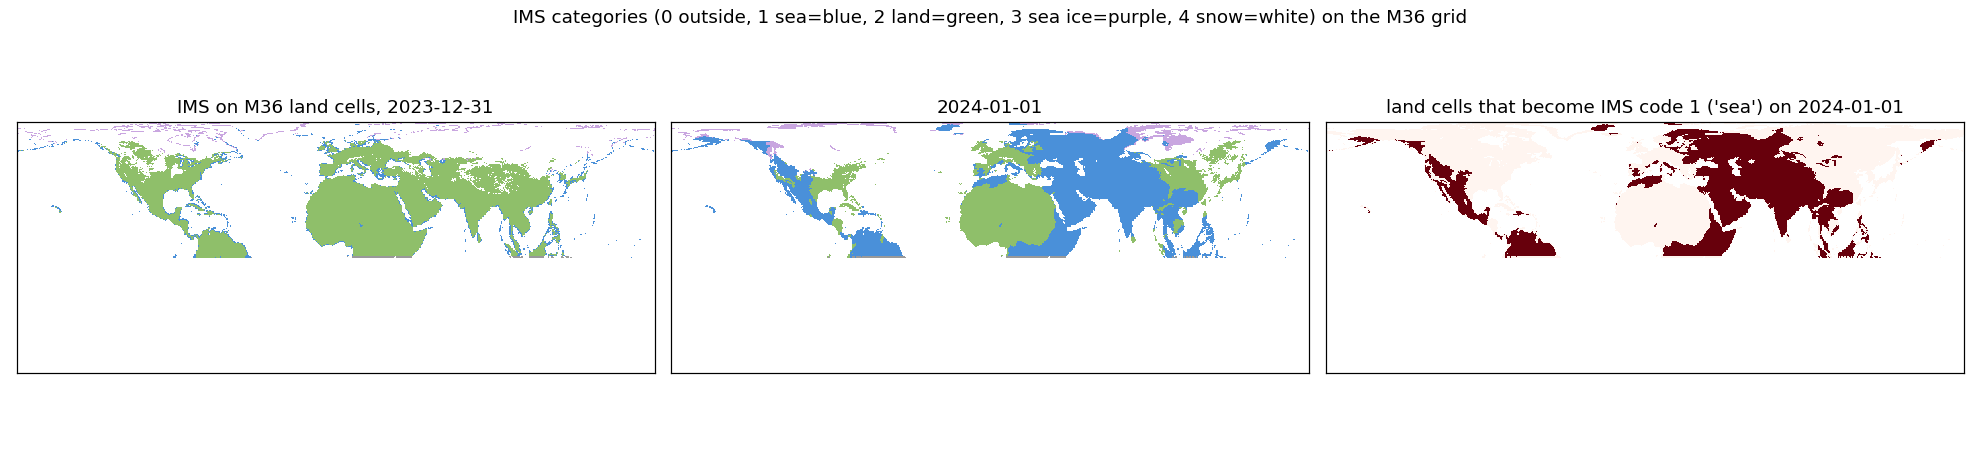 IMS categories (0 outside, 1 sea=blue, 2 land=green, 3 sea ice=purple, 4 snow=white) on the M36 grid
IMS on M36 land cells, 2023-12-31
2024-01-01
land cells that become IMS code 1 ('sea') on 2024-01-01